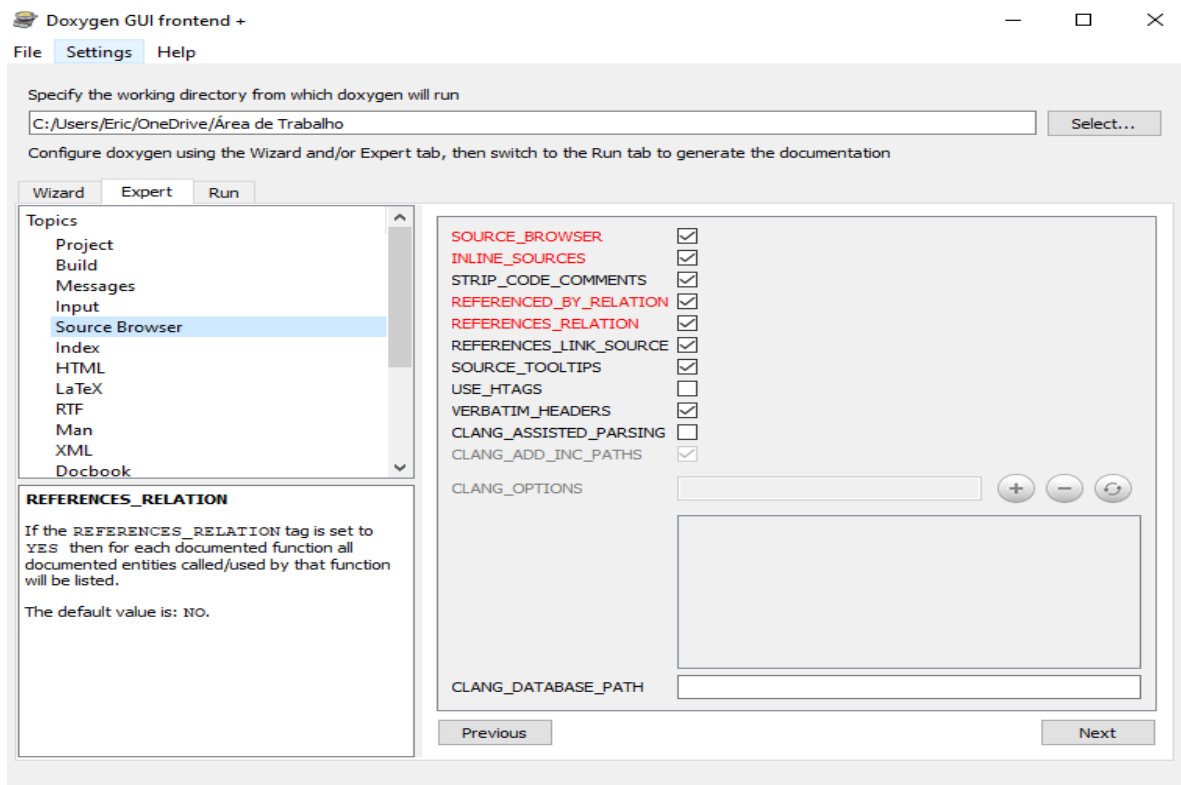 Doxygen GUI frontend +
File Settings Help
Specify the working directory from which doxygen will run
C:/Users/Eric/OneDrive/Área de Trabalho
Select...
Configure doxygen using the Wizard and/or Expert tab, then switch to the Run tab to generate the documentation
Wizard Expert Run
Topics
Project
Build
Messages
Input
Source Browser
Index
HTML
LaTeX
RTF
Man
XML
Docbook
REFERENCES_RELATION
If the REFERENCES_RELATION tag is set to
YES then for each documented function all
documented entities called/used by that function
will be listed.
The default value is: NO.
SOURCE_BROWSER
INLINE_SOURCES
STRIP_CODE_COMMENTS
REFERENCED_BY_RELATION
REFERENCES_RELATION
REFERENCES_LINK_SOURCE
SOURCE_TOOLTIPS
USE_HTAGS
VERBATIM_HEADERS
CLANG_ASSISTED_PARSING
CLANG_ADD_INC_PATHS
CLANG_OPTIONS
CLANG_DATABASE_PATH
Previous
Next